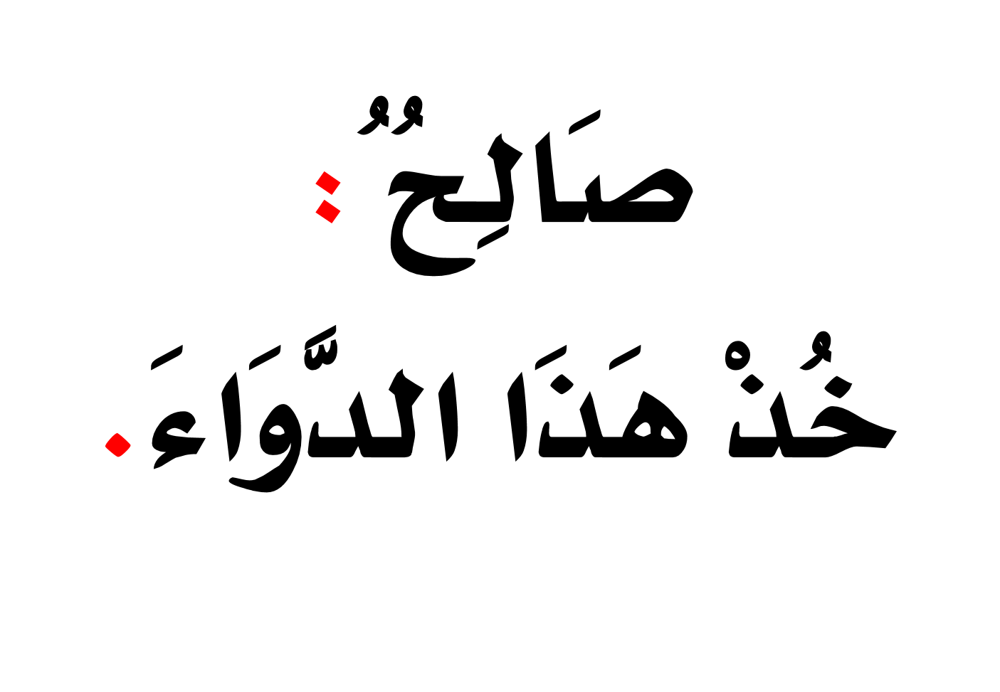 صَالِحٌ :
خُذْ هَذَا الدَّوَاءَ .